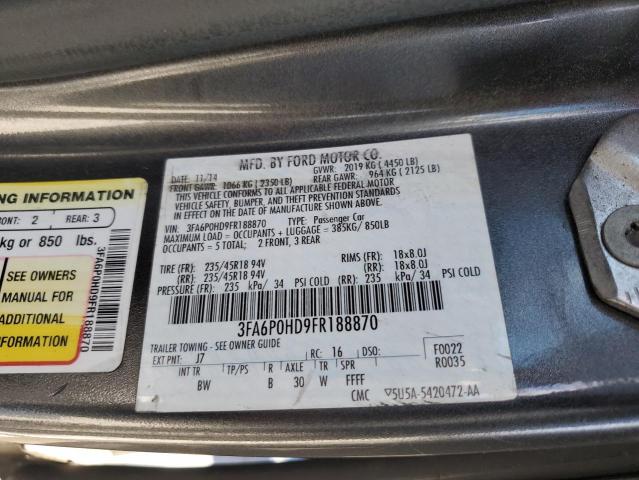 NG INFORMATION
RONT: 2 REAR: 3
kg or 850 lbs.
SEE OWNERS
MANUAL FOR
ADDITIONAL
INFORMATION
3FA6P0HD9FR188870
MFD. BY FORD MOTOR CO.
DATE: 11/14 GVWR: 2019 KG ( 4450 LB)
FRONT GAWR: 1066 KG ( 2350 LB) REAR GAWR: 964 KG ( 2125 LB)
THIS VEHICLE CONFORMS TO ALL APPLICABLE FEDERAL MOTOR
VEHICLE SAFETY, BUMPER, AND THEFT PREVENTION STANDARDS
IN EFFECT ON THE DATE OF MANUFACTURE SHOWN ABOVE.
VIN: 3FA6P0HD9FR188870 TYPE: Passenger Car
MAXIMUM LOAD = OCCUPANTS + LUGGAGE = 385KG/ 850LB
OCCUPANTS = 5 TOTAL; 2 FRONT, 3 REAR
TIRE (FR): 235/45R18 94V RIMS (FR): 18x8.0J
(RR): 235/45R18 94V (RR): 18x8.0J
PRESSURE (FR): 235 kPa/ 34 PSI COLD (RR): 235 kPa/ 34 PSI COLD
3FA6P0HD9FR188870
TRAILER TOWING - SEE OWNER GUIDE
EXT PNT: J7 RC: 16 DSO: F0022
R0035
INT TR TP/PS R AXLE TR SPR
BW B 30 W FFFF
CMC ▽5U5A-5420472-AA